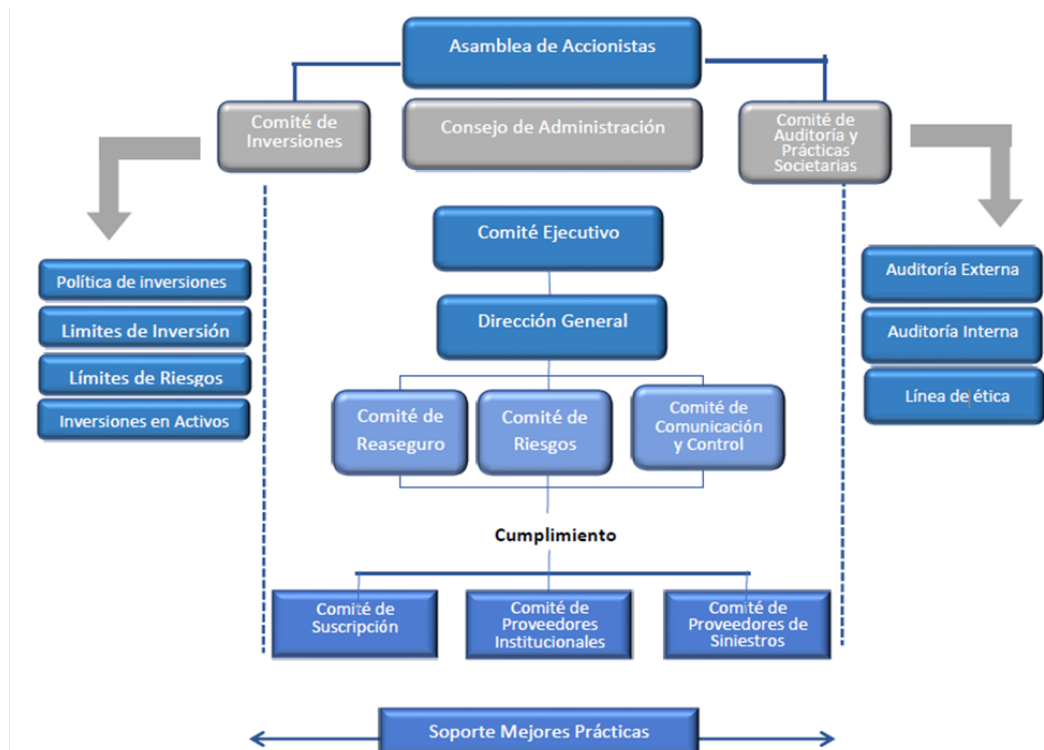 Asamblea de Accionistas
Comité de
Inversiones
Consejo de Administración
Comité de
Auditoría y
Prácticas
Societarias
Comité Ejecutivo
Política de inversiones
Limites de Inversión
Límites de Riesgos
Inversiones en Activos
Auditoría Externa
Auditoría Interna
Línea de ética
Dirección General
Comité de
Reaseguro
Comité de
Riesgos
Comité de
Comunicación
y Control
Cumplimiento
Comité de
Suscripción
Comité de
Proveedores
Institucionales
Comité de
Proveedores de
Siniestros
Soporte Mejores Prácticas